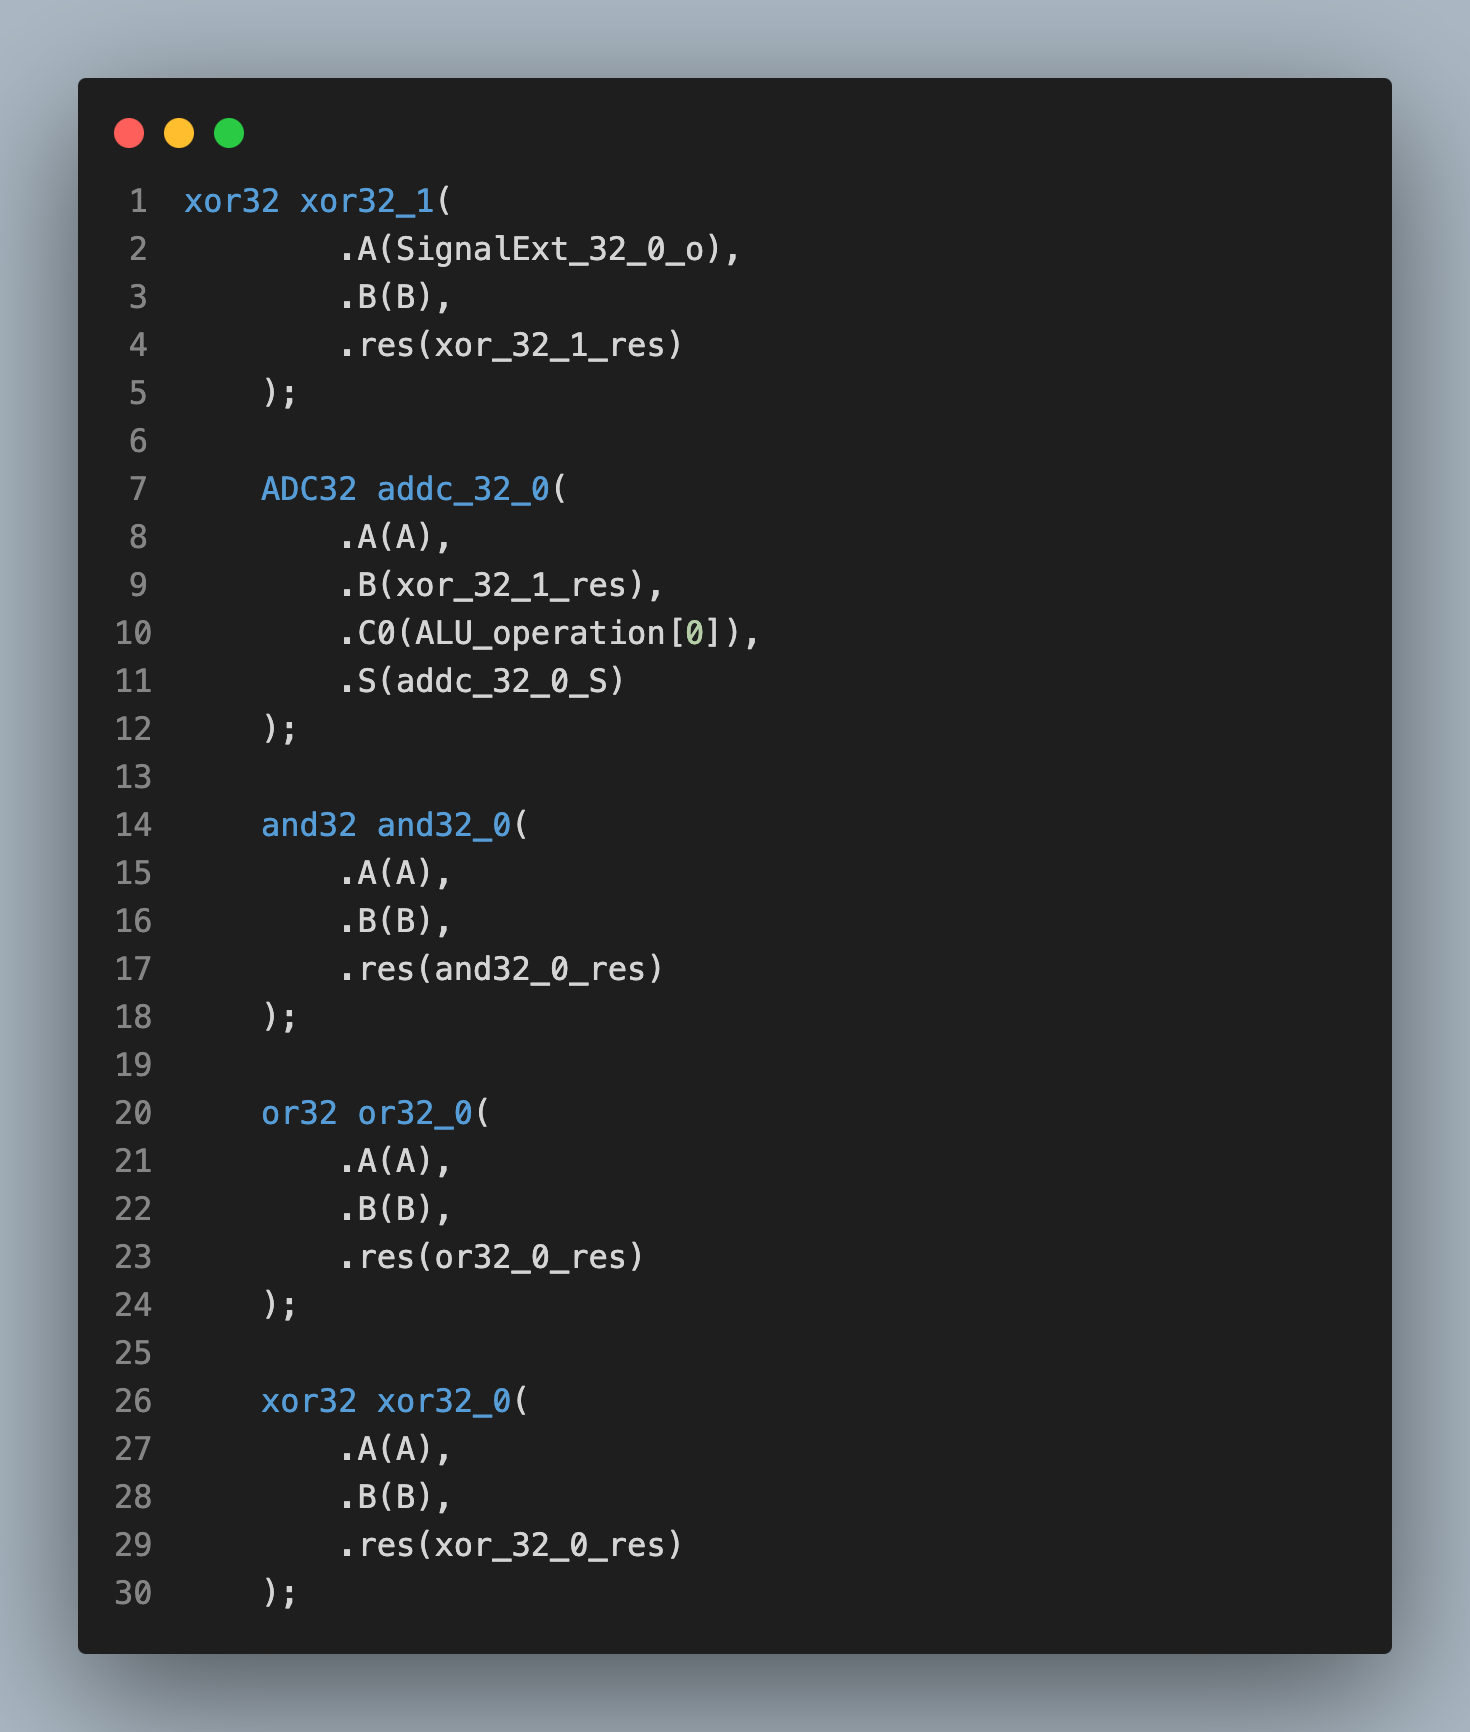 1 xor32 xor32_1(
2         .A(SignalExt_32_0_o),
3         .B(B),
4         .res(xor_32_1_res)
5     );
6
7     ADC32 addc_32_0(
8         .A(A),
9         .B(xor_32_1_res),
10         .C0(ALU_operation[0]),
11         .S(addc_32_0_S)
12     );
13
14     and32 and32_0(
15         .A(A),
16         .B(B),
17         .res(and32_0_res)
18     );
19
20     or32 or32_0(
21         .A(A),
22         .B(B),
23         .res(or32_0_res)
24     );
25
26     xor32 xor32_0(
27         .A(A),
28         .B(B),
29         .res(xor_32_0_res)
30     );